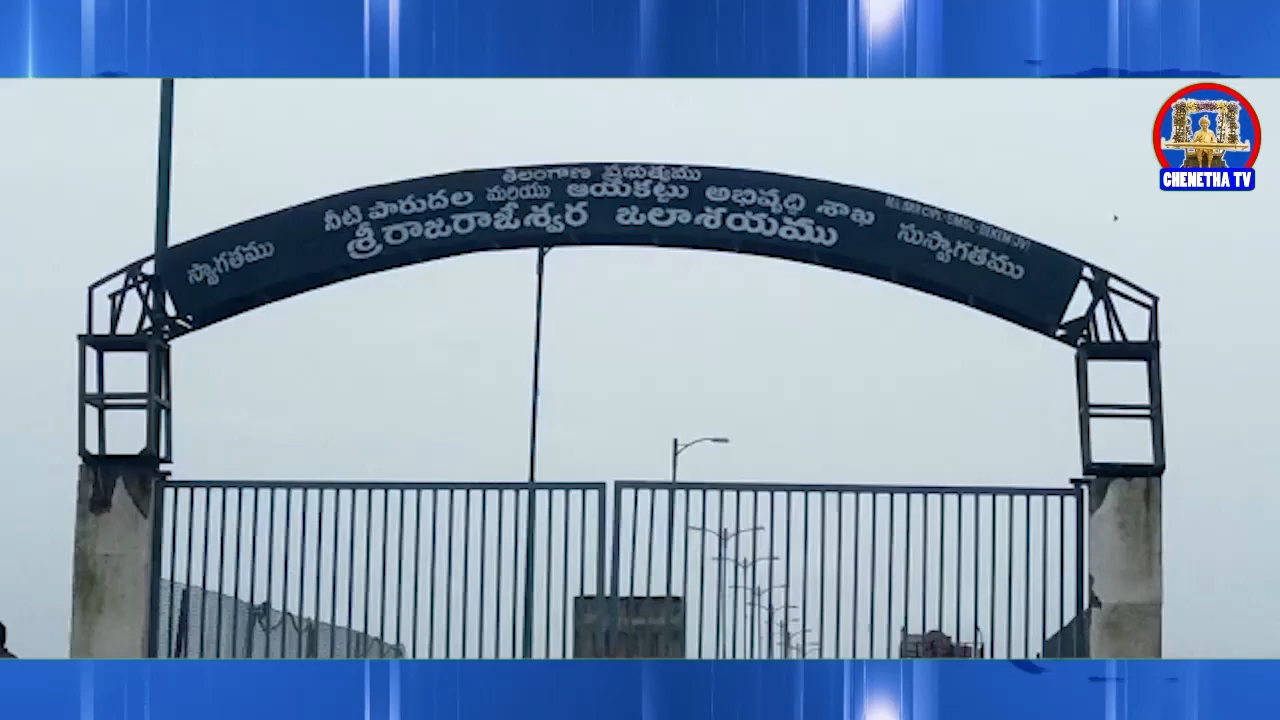 తెలంగాణ ప్రభుత్వము
నీటి పారుదల మరియు ఆయకట్టు అభివృద్ధి శాఖ
స్వాగతము శ్రీ రాజరాజేశ్వర జలాశయము సుస్వాగతము
CHENETHA TV